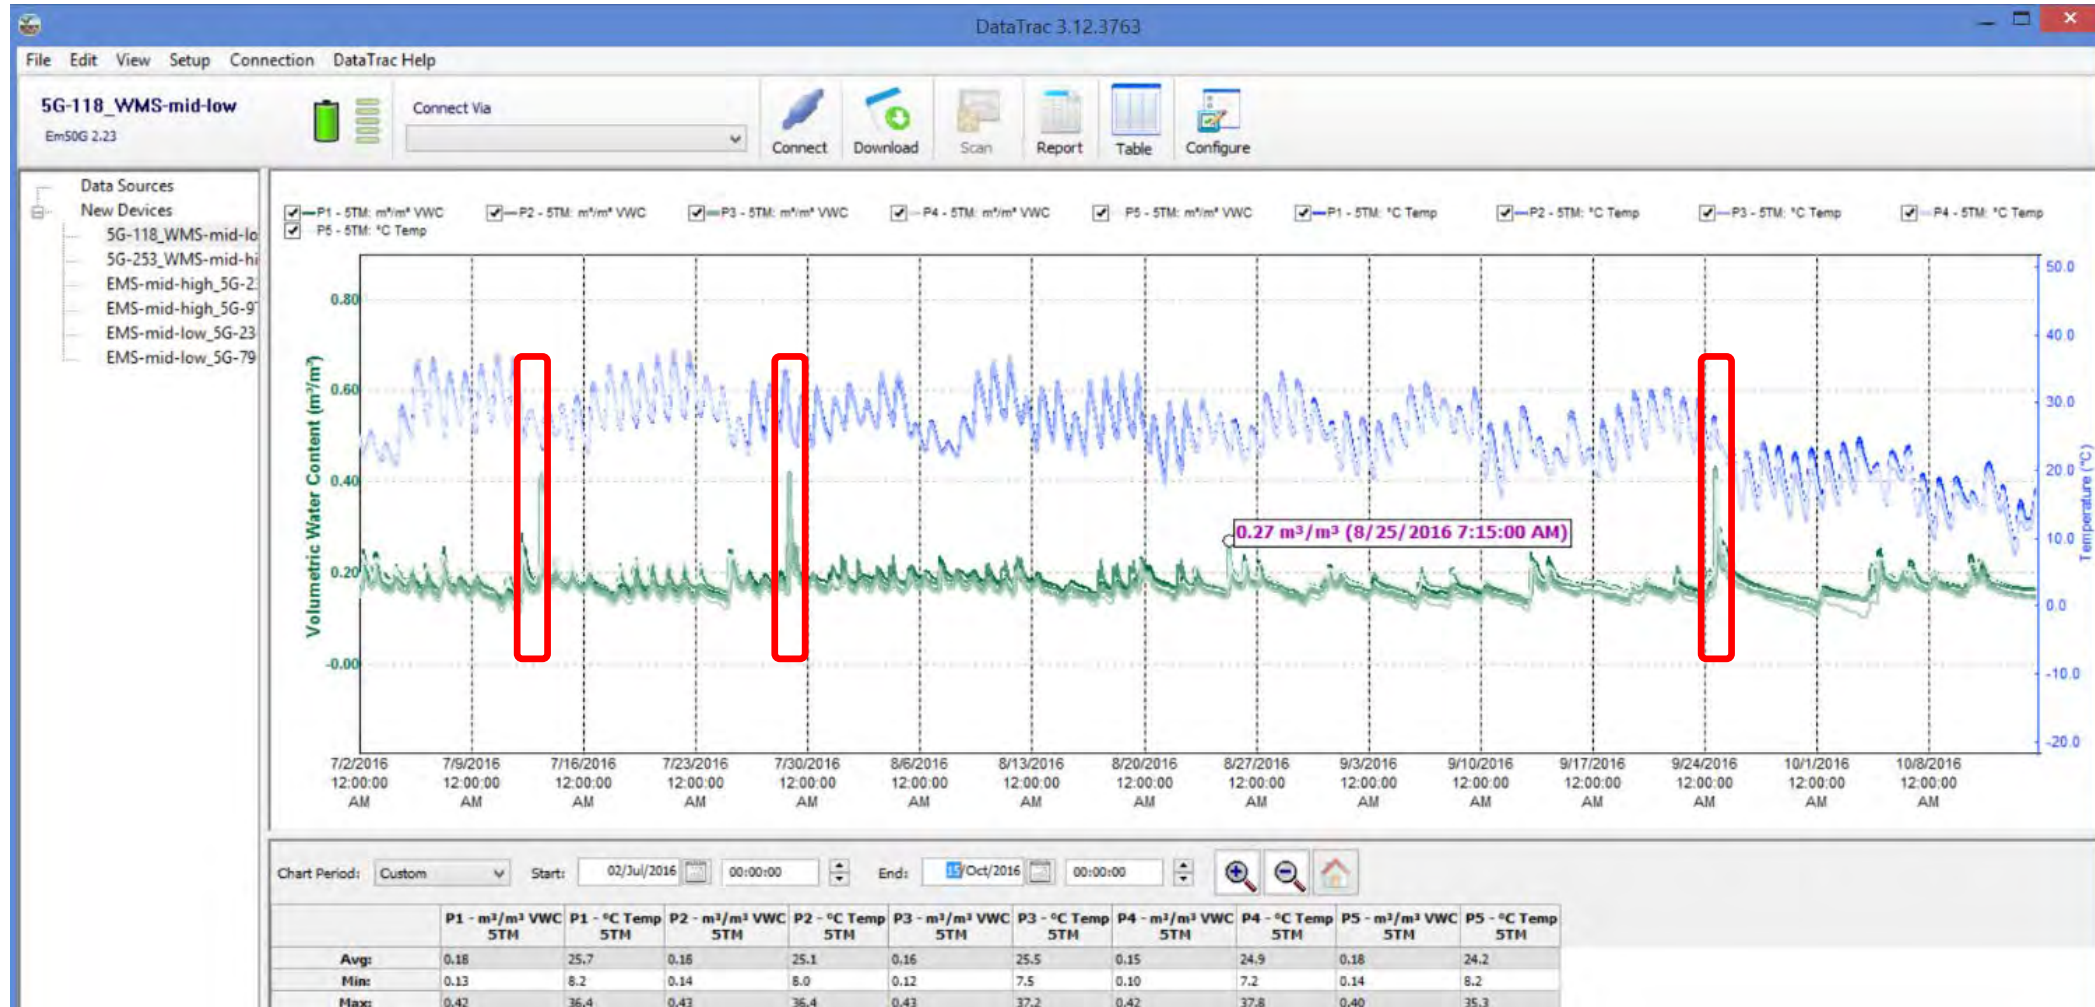 DataTrac 3.12.3763
File Edit View Setup Connection DataTrac Help
5G-118_WMS-mid-low
Em50G 2.23
Connect Via
Connect Download Scan Report Table Configure
Data Sources
New Devices
5G-118_WMS-mid-lo
5G-253_WMS-mid-hi
EMS-mid-high_5G-2
EMS-mid-high_5G-9
EMS-mid-low_5G-23
EMS-mid-low_5G-79
P1 - 5TM: m³/m³ VWC P2 - 5TM: m³/m³ VWC P3 - 5TM: m³/m³ VWC P4 - 5TM: m³/m³ VWC P5 - 5TM: m³/m³ VWC P1 - 5TM: °C Temp P2 - 5TM: °C Temp P3 - 5TM: °C Temp P4 - 5TM: °C Temp
P5 - 5TM: °C Temp
Volumetric Water Content (m³/m³)
0.80
0.60
0.40
0.20
-0.00
0.27 m³/m³ (8/25/2016 7:15:00 AM)
50.0
40.0
30.0
20.0
10.0
0.0
-10.0
-20.0
Temperature (°C)
7/2/2016 7/9/2016 7/16/2016 7/23/2016 7/30/2016 8/6/2016 8/13/2016 8/20/2016 8/27/2016 9/3/2016 9/10/2016 9/17/2016 9/24/2016 10/1/2016 10/8/2016
12:00:00 12:00:00 12:00:00 12:00:00 12:00:00 12:00:00 12:00:00 12:00:00 12:00:00 12:00:00 12:00:00 12:00:00 12:00:00 12:00:00 12:00:00
AM AM AM AM AM AM AM AM AM AM AM AM AM AM AM
Chart Period: Custom Start: 02/Jul/2016 00:00:00 End: 15/Oct/2016 00:00:00
P1 - m³/m³ VWC P1 - °C Temp P2 - m³/m³ VWC P2 - °C Temp P3 - m³/m³ VWC P3 - °C Temp P4 - m³/m³ VWC P4 - °C Temp P5 - m³/m³ VWC P5 - °C Temp
5TM 5TM 5TM 5TM 5TM 5TM 5TM 5TM 5TM 5TM
Avg: 0.18 25.7 0.18 25.1 0.16 25.5 0.15 24.9 0.18 24.2
Min: 0.13 8.2 0.14 8.0 0.12 7.5 0.10 7.2 0.14 8.2
Max: 0.42 36.4 0.43 36.4 0.43 37.2 0.42 37.8 0.40 35.3